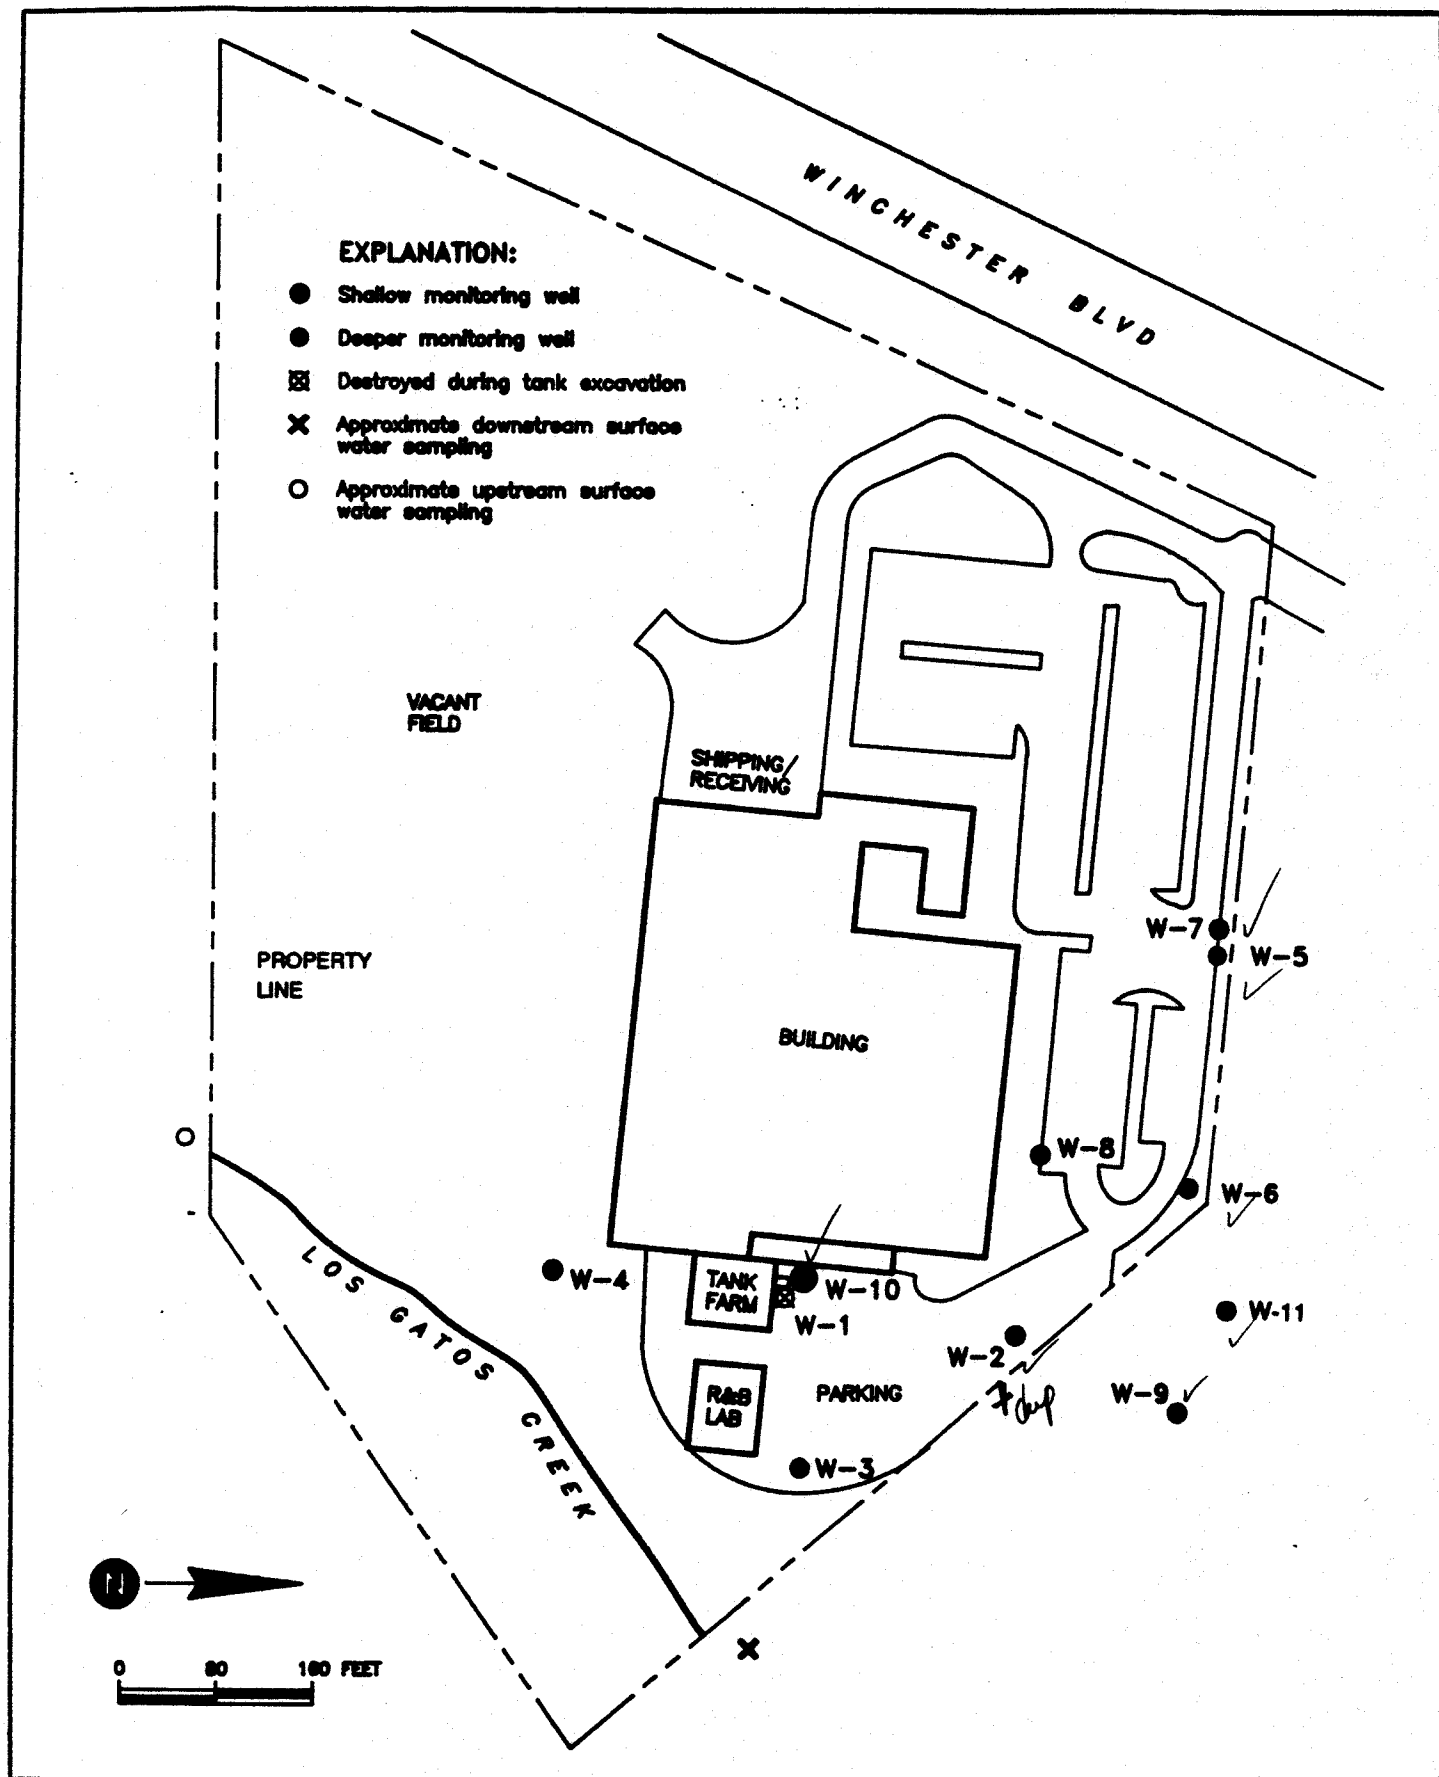 WINCHESTER BLVD
EXPLANATION:
Shallow monitoring well
Deeper monitoring well
Destroyed during tank excavation
Approximate downstream surface
water sampling
Approximate upstream surface
water sampling
VACANT
FIELD
SHIPPING/
RECEIVING
PROPERTY
LINE
BUILDING
W-7
W-5
W-8
W-6
W-4
TANK
FARM
W-10
W-1
W-11
W-2
W-9
R&B
LAB
PARKING
W-3
LOS GATOS CREEK
N
0 80 160 FEET